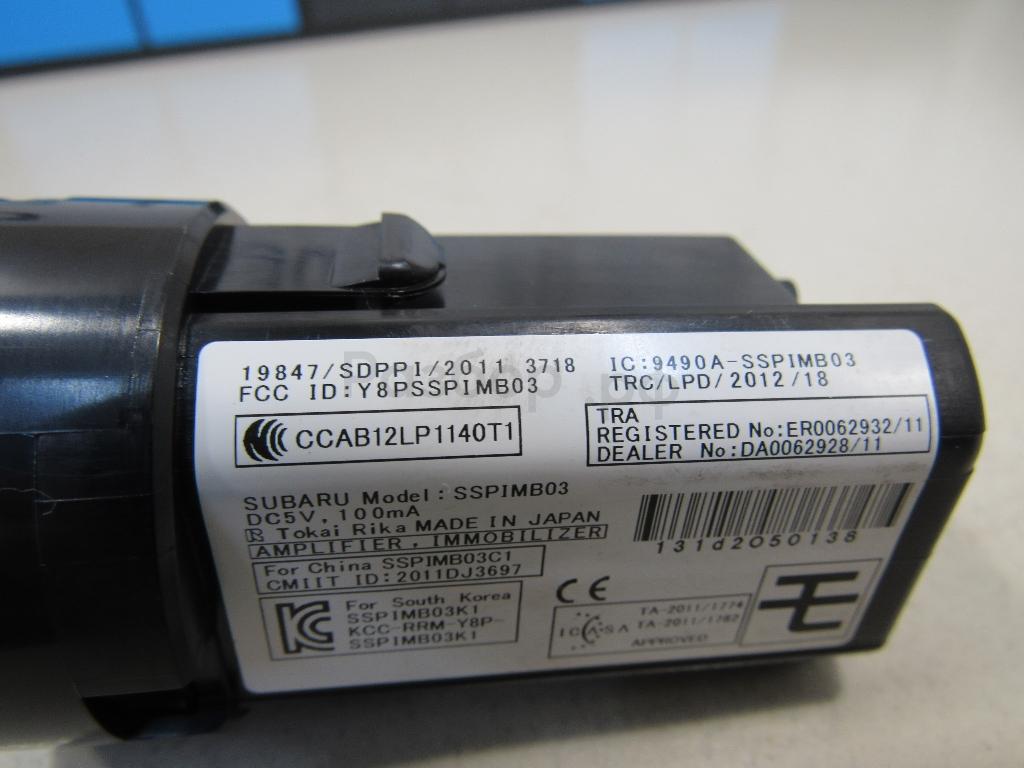 19847/SDPPI/2011 3718
FCC ID:Y8PSSPIMB03
IC:9490A-SSPIMB03
TRC/LPD/2012/18
CCAB12LP1140T1
TRA
REGISTERED No:ER0062932/11
DEALER No:DA0062928/11
SUBARU Model:SSPIMB03
DC5V, 100mA
Tokai Rika MADE IN JAPAN
AMPLIFIER, IMMOBILIZER
131d2050138
For China SSPIMB03C1
CMIIT ID:2011DJ3697
For South Korea
SSPIMB03K1
KCC-RRM-Y8P-
SSPIMB03K1
CE
ICASA
TA-2011/1774
TA-2011/1762
APPROVED